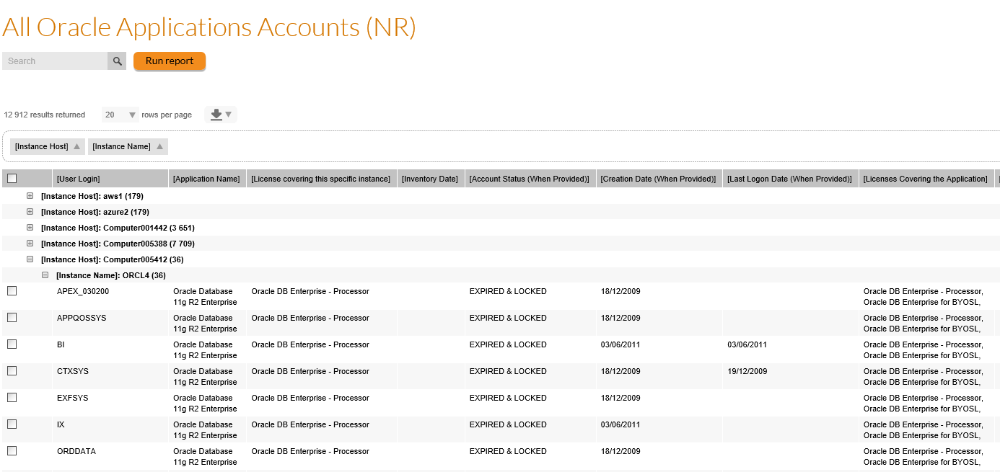 All Oracle Applications Accounts (NR)
Search
Run report
12 912 results returned 20 rows per page
[Instance Host] [Instance Name]
[User Login] [Application Name] [License covering this specific instance] [Inventory Date] [Account Status (When Provided)] [Creation Date (When Provided)] [Last Logon Date (When Provided)] [Licenses Covering the Application]
[Instance Host]: aws1 (179)
[Instance Host]: azure2 (179)
[Instance Host]: Computer001442 (3 651)
[Instance Host]: Computer005388 (7 709)
[Instance Host]: Computer005412 (36)
[Instance Name]: ORCL4 (36)
APEX_030200 Oracle Database Oracle DB Enterprise - Processor EXPIRED & LOCKED 18/12/2009 Oracle DB Enterprise - Processor,
11g R2 Enterprise Oracle DB Enterprise for BYOSL,
APPQOSSYS Oracle Database Oracle DB Enterprise - Processor EXPIRED & LOCKED 18/12/2009 Oracle DB Enterprise - Processor,
11g R2 Enterprise Oracle DB Enterprise for BYOSL,
BI Oracle Database Oracle DB Enterprise - Processor EXPIRED & LOCKED 03/06/2011 03/06/2011 Oracle DB Enterprise - Processor,
11g R2 Enterprise Oracle DB Enterprise for BYOSL,
CTXSYS Oracle Database Oracle DB Enterprise - Processor EXPIRED & LOCKED 18/12/2009 19/12/2009 Oracle DB Enterprise - Processor,
11g R2 Enterprise Oracle DB Enterprise for BYOSL,
EXFSYS Oracle Database Oracle DB Enterprise - Processor EXPIRED & LOCKED 18/12/2009 Oracle DB Enterprise - Processor,
11g R2 Enterprise Oracle DB Enterprise for BYOSL,
IX Oracle Database Oracle DB Enterprise - Processor EXPIRED & LOCKED 03/06/2011 Oracle DB Enterprise - Processor,
11g R2 Enterprise Oracle DB Enterprise for BYOSL,
ORDDATA Oracle Database Oracle DB Enterprise - Processor EXPIRED & LOCKED 18/12/2009 Oracle DB Enterprise - Processor,
11g R2 Enterprise Oracle DB Enterprise for BYOSL,